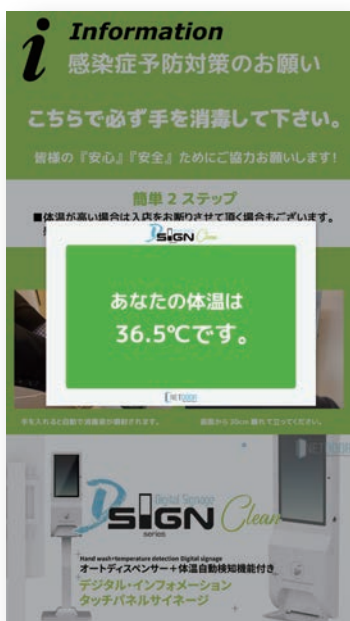 i Information
感染症予防対策のお願い
こちらで必ず手を消毒して下さい。
皆様の『安心』『安全』ためにご協力お願いします!
簡単 2 ステップ
■体温が高い場合は入店をお断りさせて頂く場合もございます。
D-SIGN Clean
あなたの体温は
36.5℃です。
NETDOOR
手を入れると自動で消毒液が噴射されます。
画面から 30cm 離れて立ってください。
NETDOOR
Digital Signage
D-SIGN Clean
series
Hand wash+temperature detection Digital signage
オートディスペンサー+体温自動検知機能付き
デジタル・インフォメーション
タッチパネルサイネージ